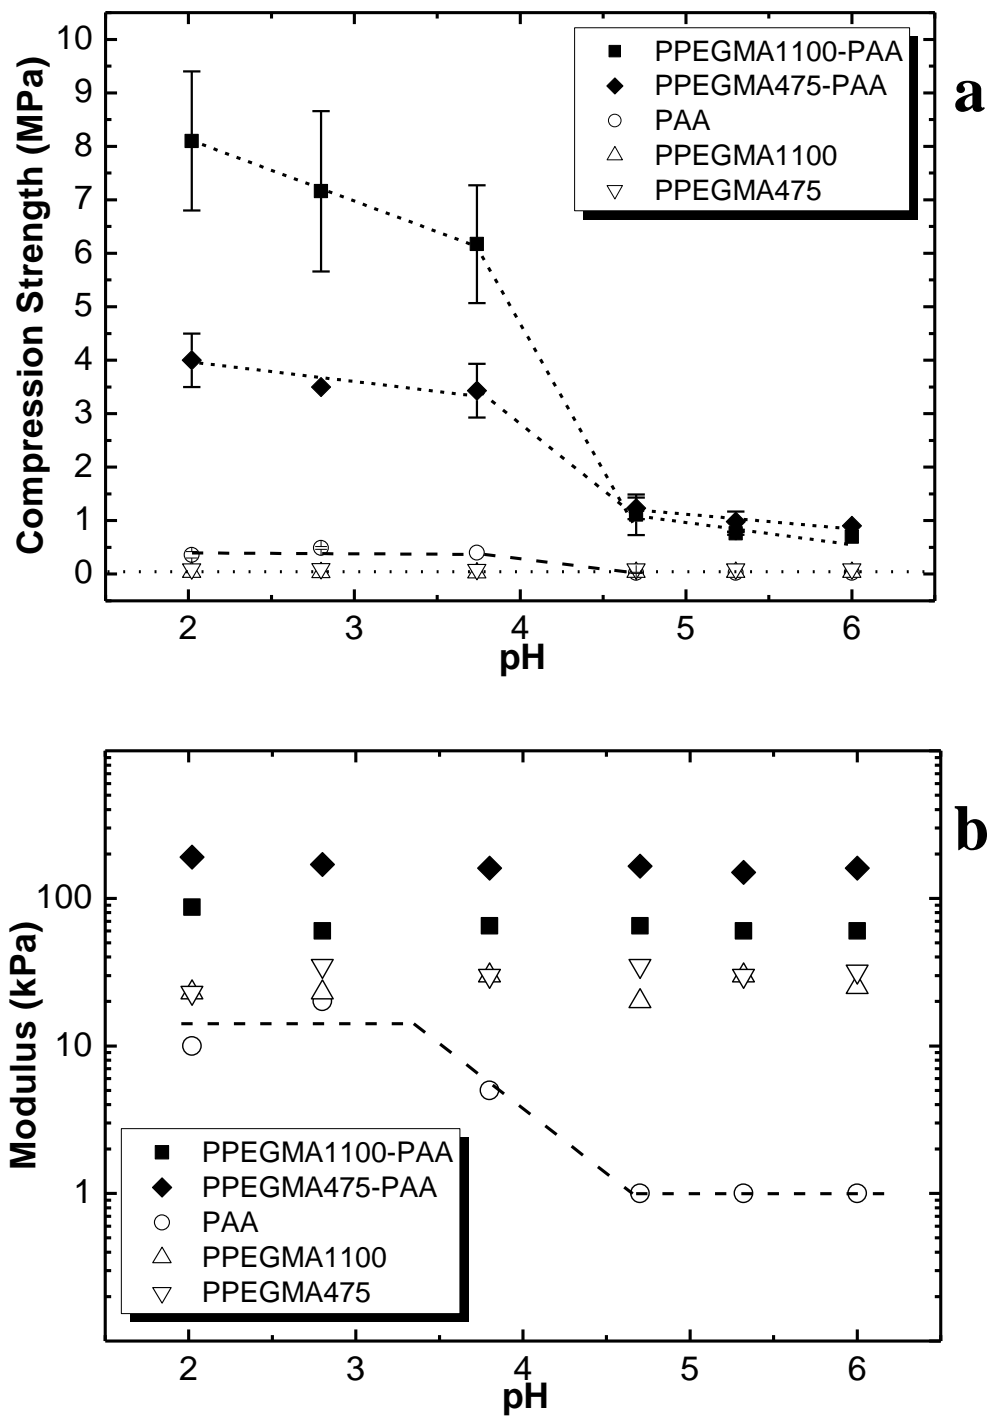 a
Compression Strength (MPa)
10
9
8
7
6
5
4
3
2
1
0
PPEGMA1100-PAA
PPEGMA475-PAA
PAA
PPEGMA1100
PPEGMA475
2 3 4 5 6
pH
b
Modulus (kPa)
100
10
1
PPEGMA1100-PAA
PPEGMA475-PAA
PAA
PPEGMA1100
PPEGMA475
2 3 4 5 6
pH